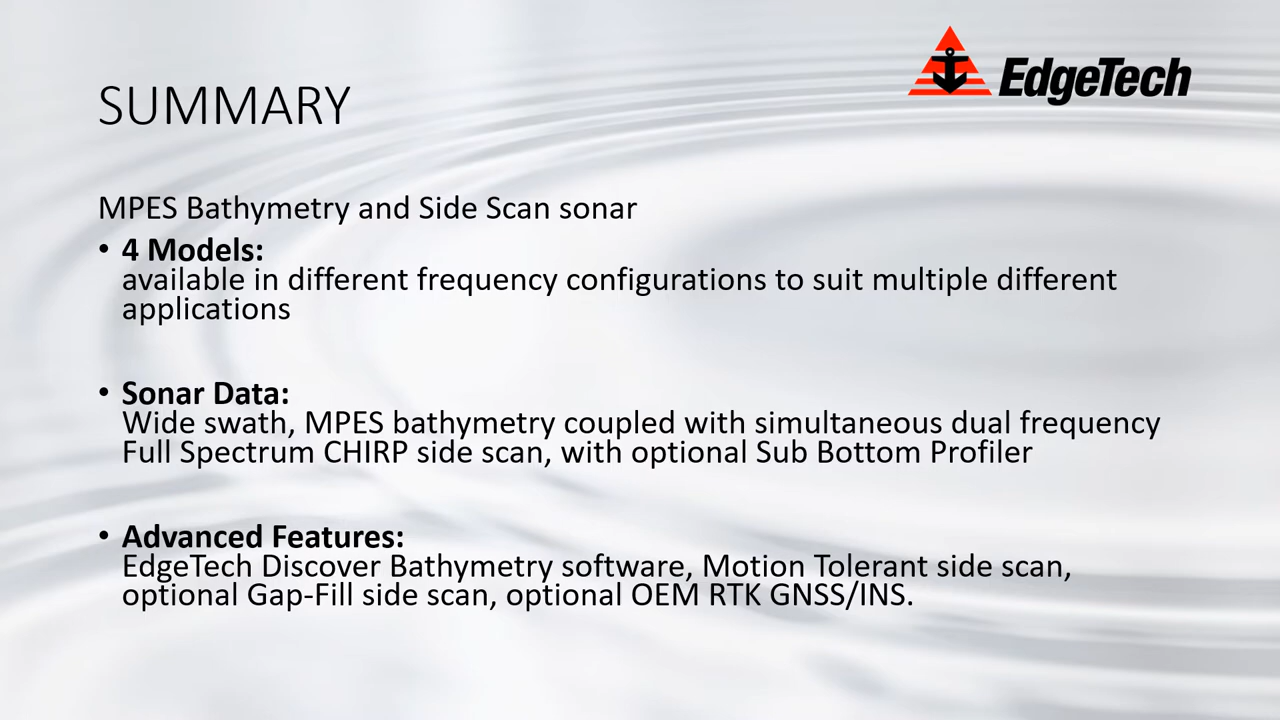 EdgeTech
SUMMARY
MPES Bathymetry and Side Scan sonar
• 4 Models:
available in different frequency configurations to suit multiple different
applications
• Sonar Data:
Wide swath, MPES bathymetry coupled with simultaneous dual frequency
Full Spectrum CHIRP side scan, with optional Sub Bottom Profiler
• Advanced Features:
EdgeTech Discover Bathymetry software, Motion Tolerant side scan,
optional Gap-Fill side scan, optional OEM RTK GNSS/INS.